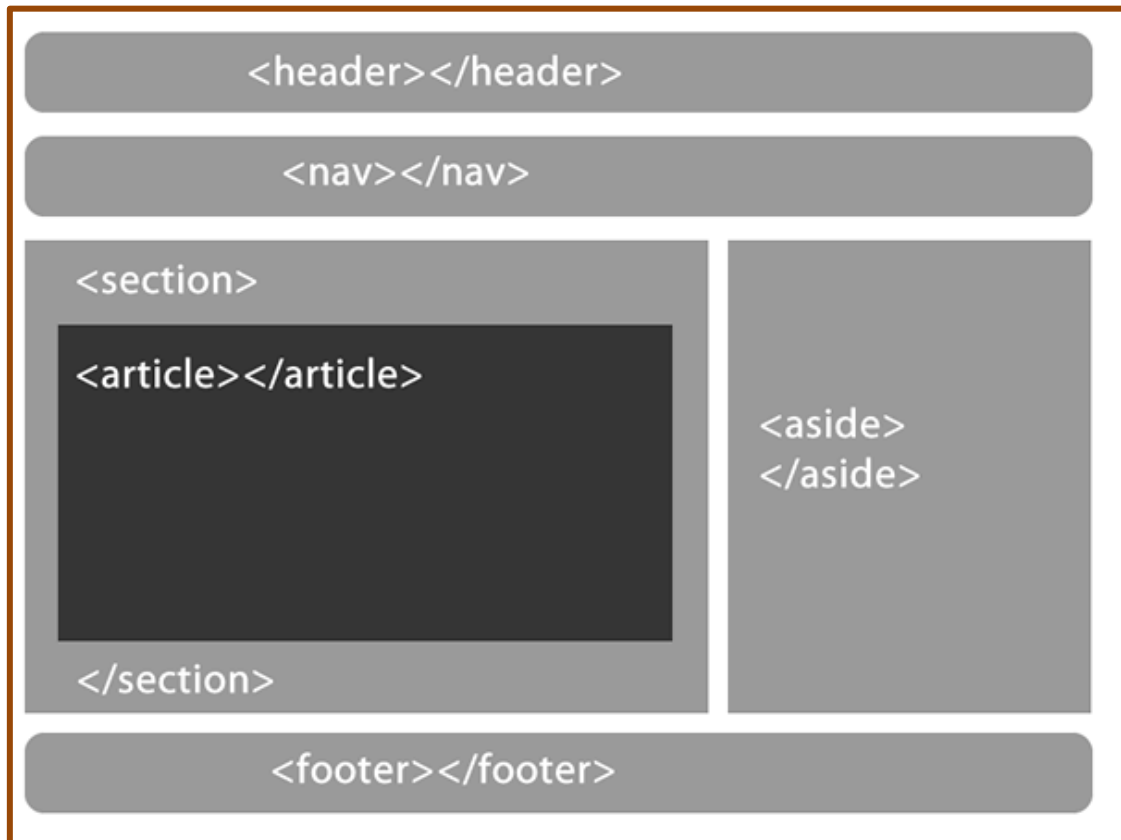 <header></header>
<nav></nav>
<section>
<article></article>
</section>
<aside>
</aside>
<footer></footer>